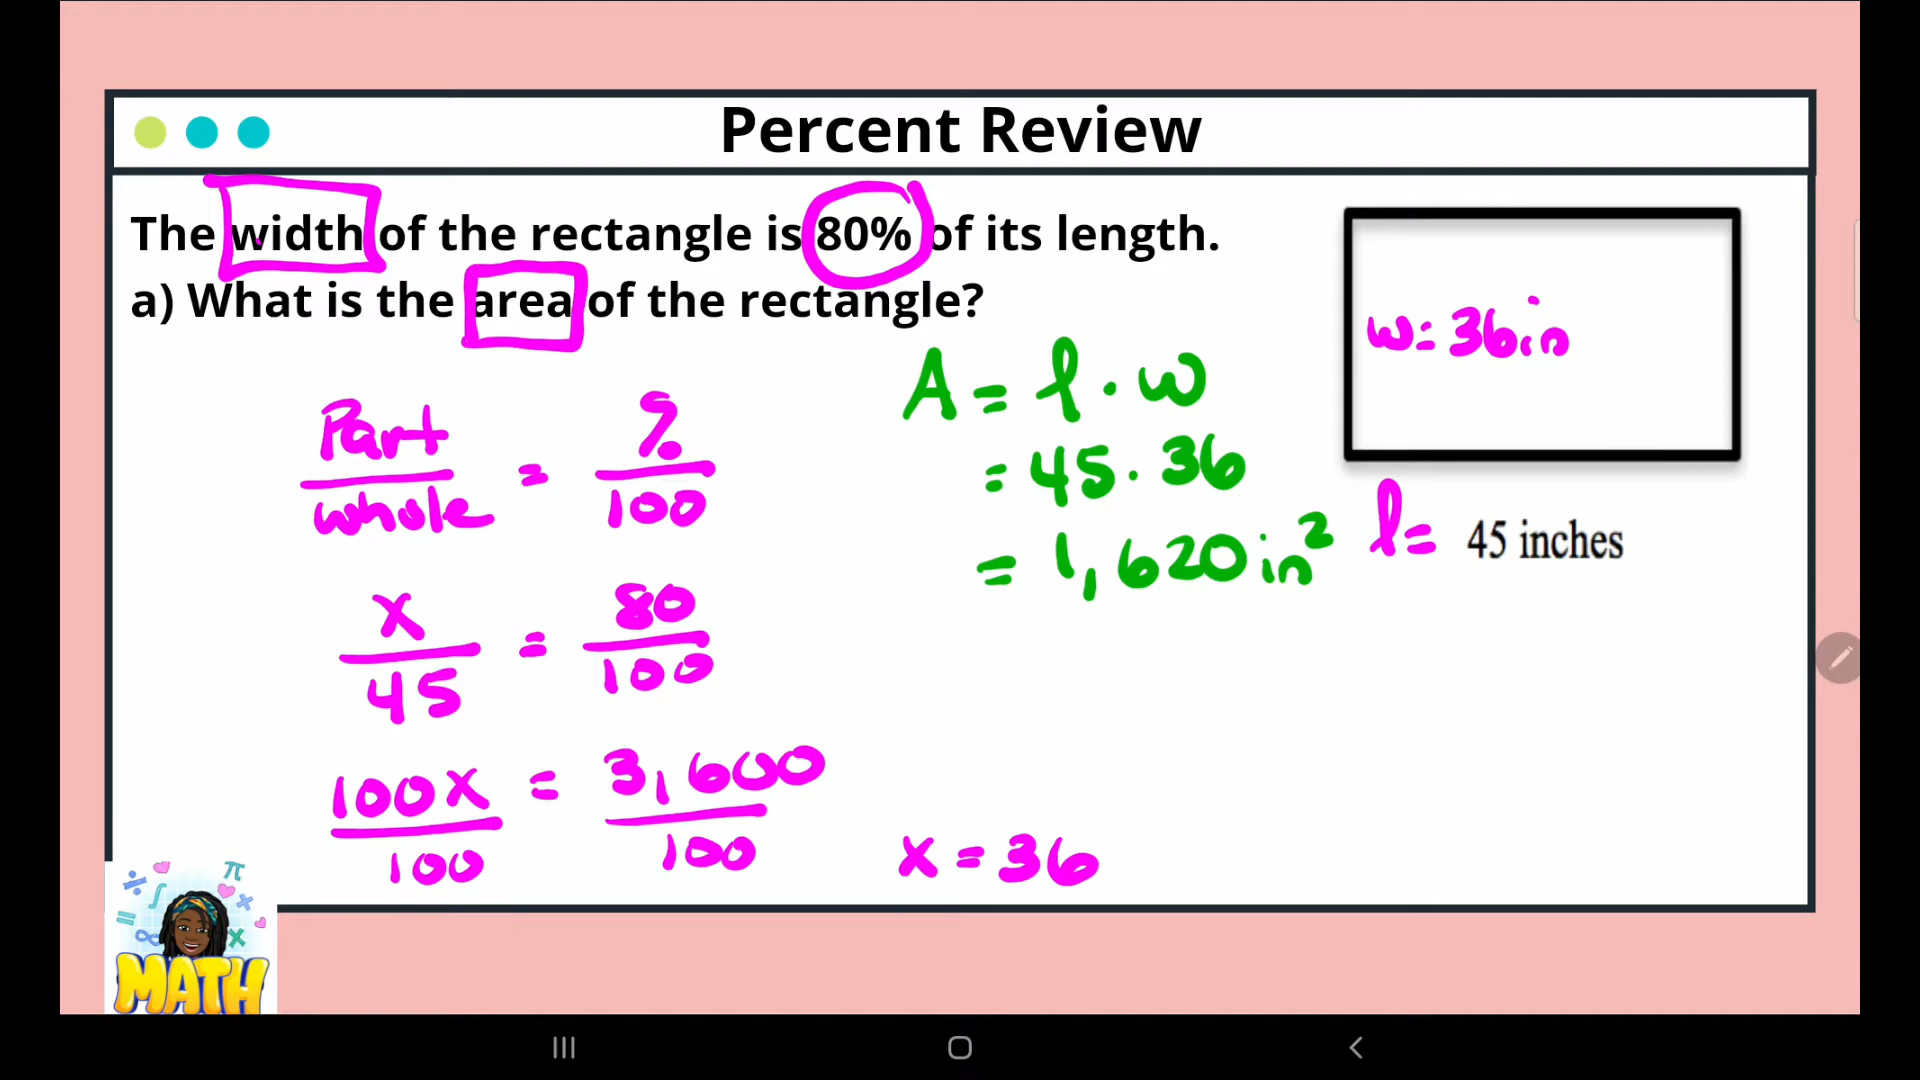 Percent Review
The width of the rectangle is 80% of its length.
a) What is the area of the rectangle?
w = 36in
l = 45 inches
Part/whole = %/100
x/45 = 80/100
100x/100 = 3,600/100
x = 36
A = l · w
= 45 · 36
= 1,620 in²
MATH